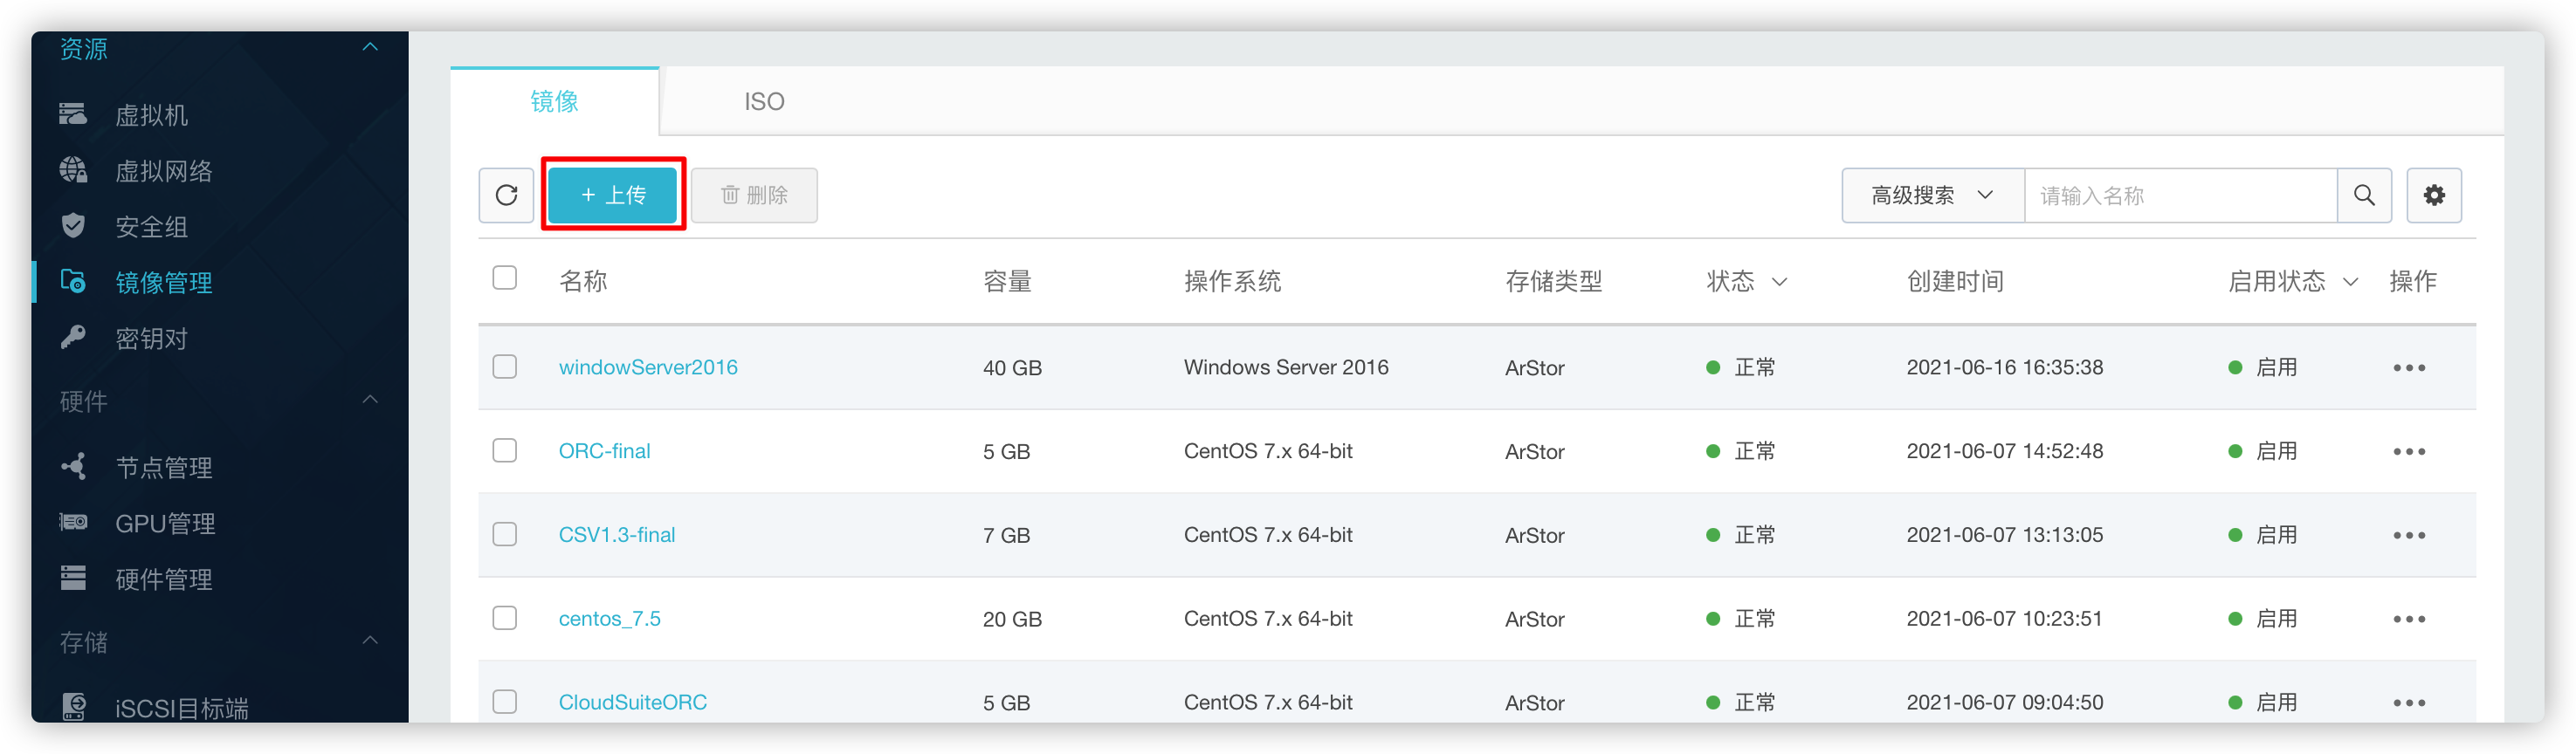 资源
虚拟机
虚拟网络
安全组
镜像管理
密钥对
硬件
节点管理
GPU管理
硬件管理
存储
iSCSI目标端
镜像 ISO
+ 上传 删除 高级搜索 请输入名称
名称 容量 操作系统 存储类型 状态 创建时间 启用状态 操作
windowServer2016 40 GB Windows Server 2016 ArStor 正常 2021-06-16 16:35:38 启用
ORC-final 5 GB CentOS 7.x 64-bit ArStor 正常 2021-06-07 14:52:48 启用
CSV1.3-final 7 GB CentOS 7.x 64-bit ArStor 正常 2021-06-07 13:13:05 启用
centos_7.5 20 GB CentOS 7.x 64-bit ArStor 正常 2021-06-07 10:23:51 启用
CloudSuiteORC 5 GB CentOS 7.x 64-bit ArStor 正常 2021-06-07 09:04:50 启用